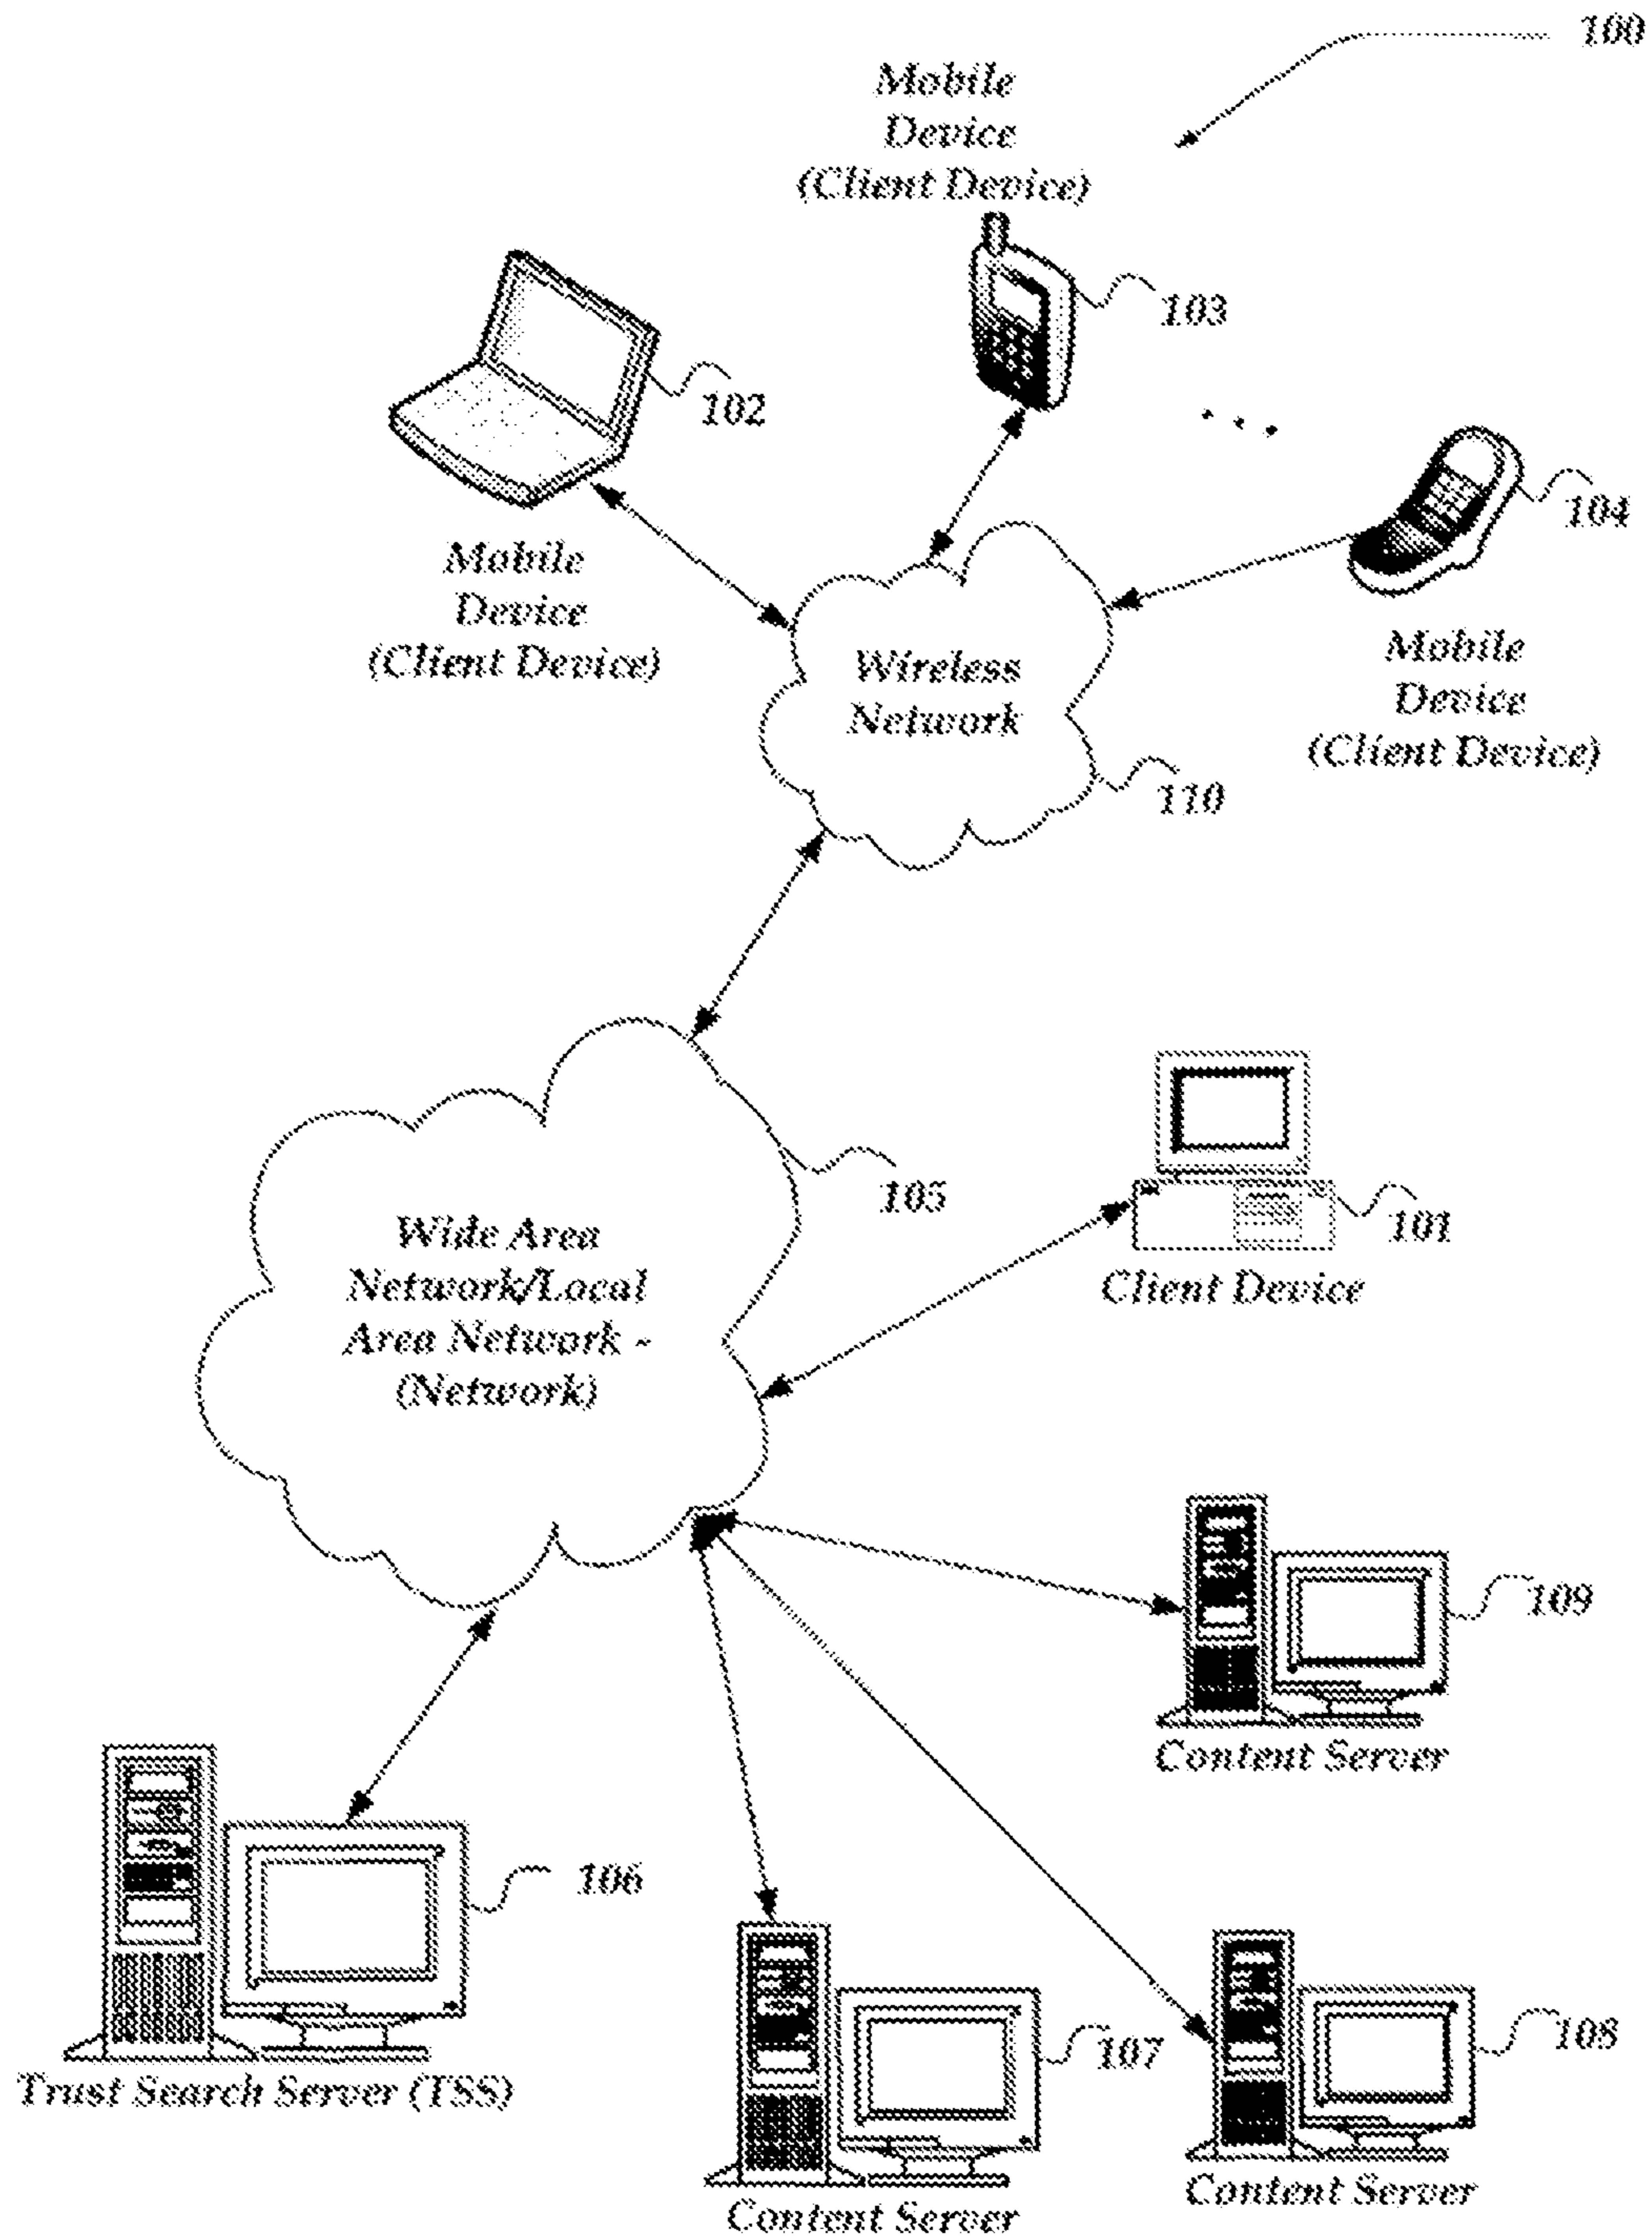 100
Mobile
Device
(Client Device)
103
102
104
Mobile
Device
(Client Device)
Wireless
Network
Mobile
Device
(Client Device)
110
105
Wide Area
Network/Local
Area Network -
(Network)
101
Client Device
109
Content Server
106
Trust Search Server (TSS)
107
Content Server
108
Content Server